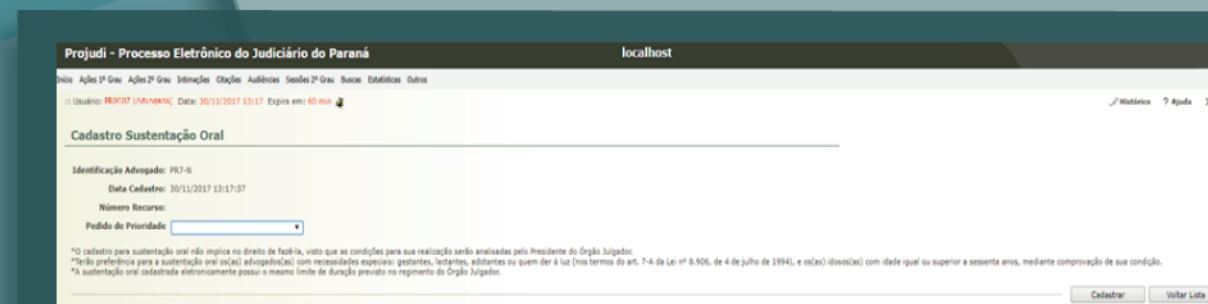 Projudi - Processo Eletrônico do Judiciário do Paraná localhost
Início Ações 1º Grau Ações 2º Grau Intimações Citações Audiências Sessões 2º Grau Buscas Estatísticas Outros
:: Usuário: (Advogado) Data: 30/11/2017 13:17 Expira em: 60 min Histórico ? Ajuda
Cadastro Sustentação Oral
Identificação Advogado: PR7-N
Data Cadastro: 30/11/2017 13:17:37
Número Recurso:
Pedido de Prioridade
*O cadastro para sustentação oral não implica no direito de fazê-la, visto que as condições para sua realização serão analisadas pelo Presidente do Órgão Julgador.
*Terão preferência para a sustentação oral os(as) advogados(as) com necessidades especiais: gestantes, lactantes, adotantes ou quem der à luz (nos termos do art. 7-A da Lei nº 8.906, de 4 de julho de 1994), e os(as) idosos(as) com idade igual ou superior a sessenta anos, mediante comprovação de sua condição.
*A sustentação oral cadastrada eletronicamente possui o mesmo limite de duração previsto no regimento do Órgão Julgador.
Cadastrar Voltar Lista